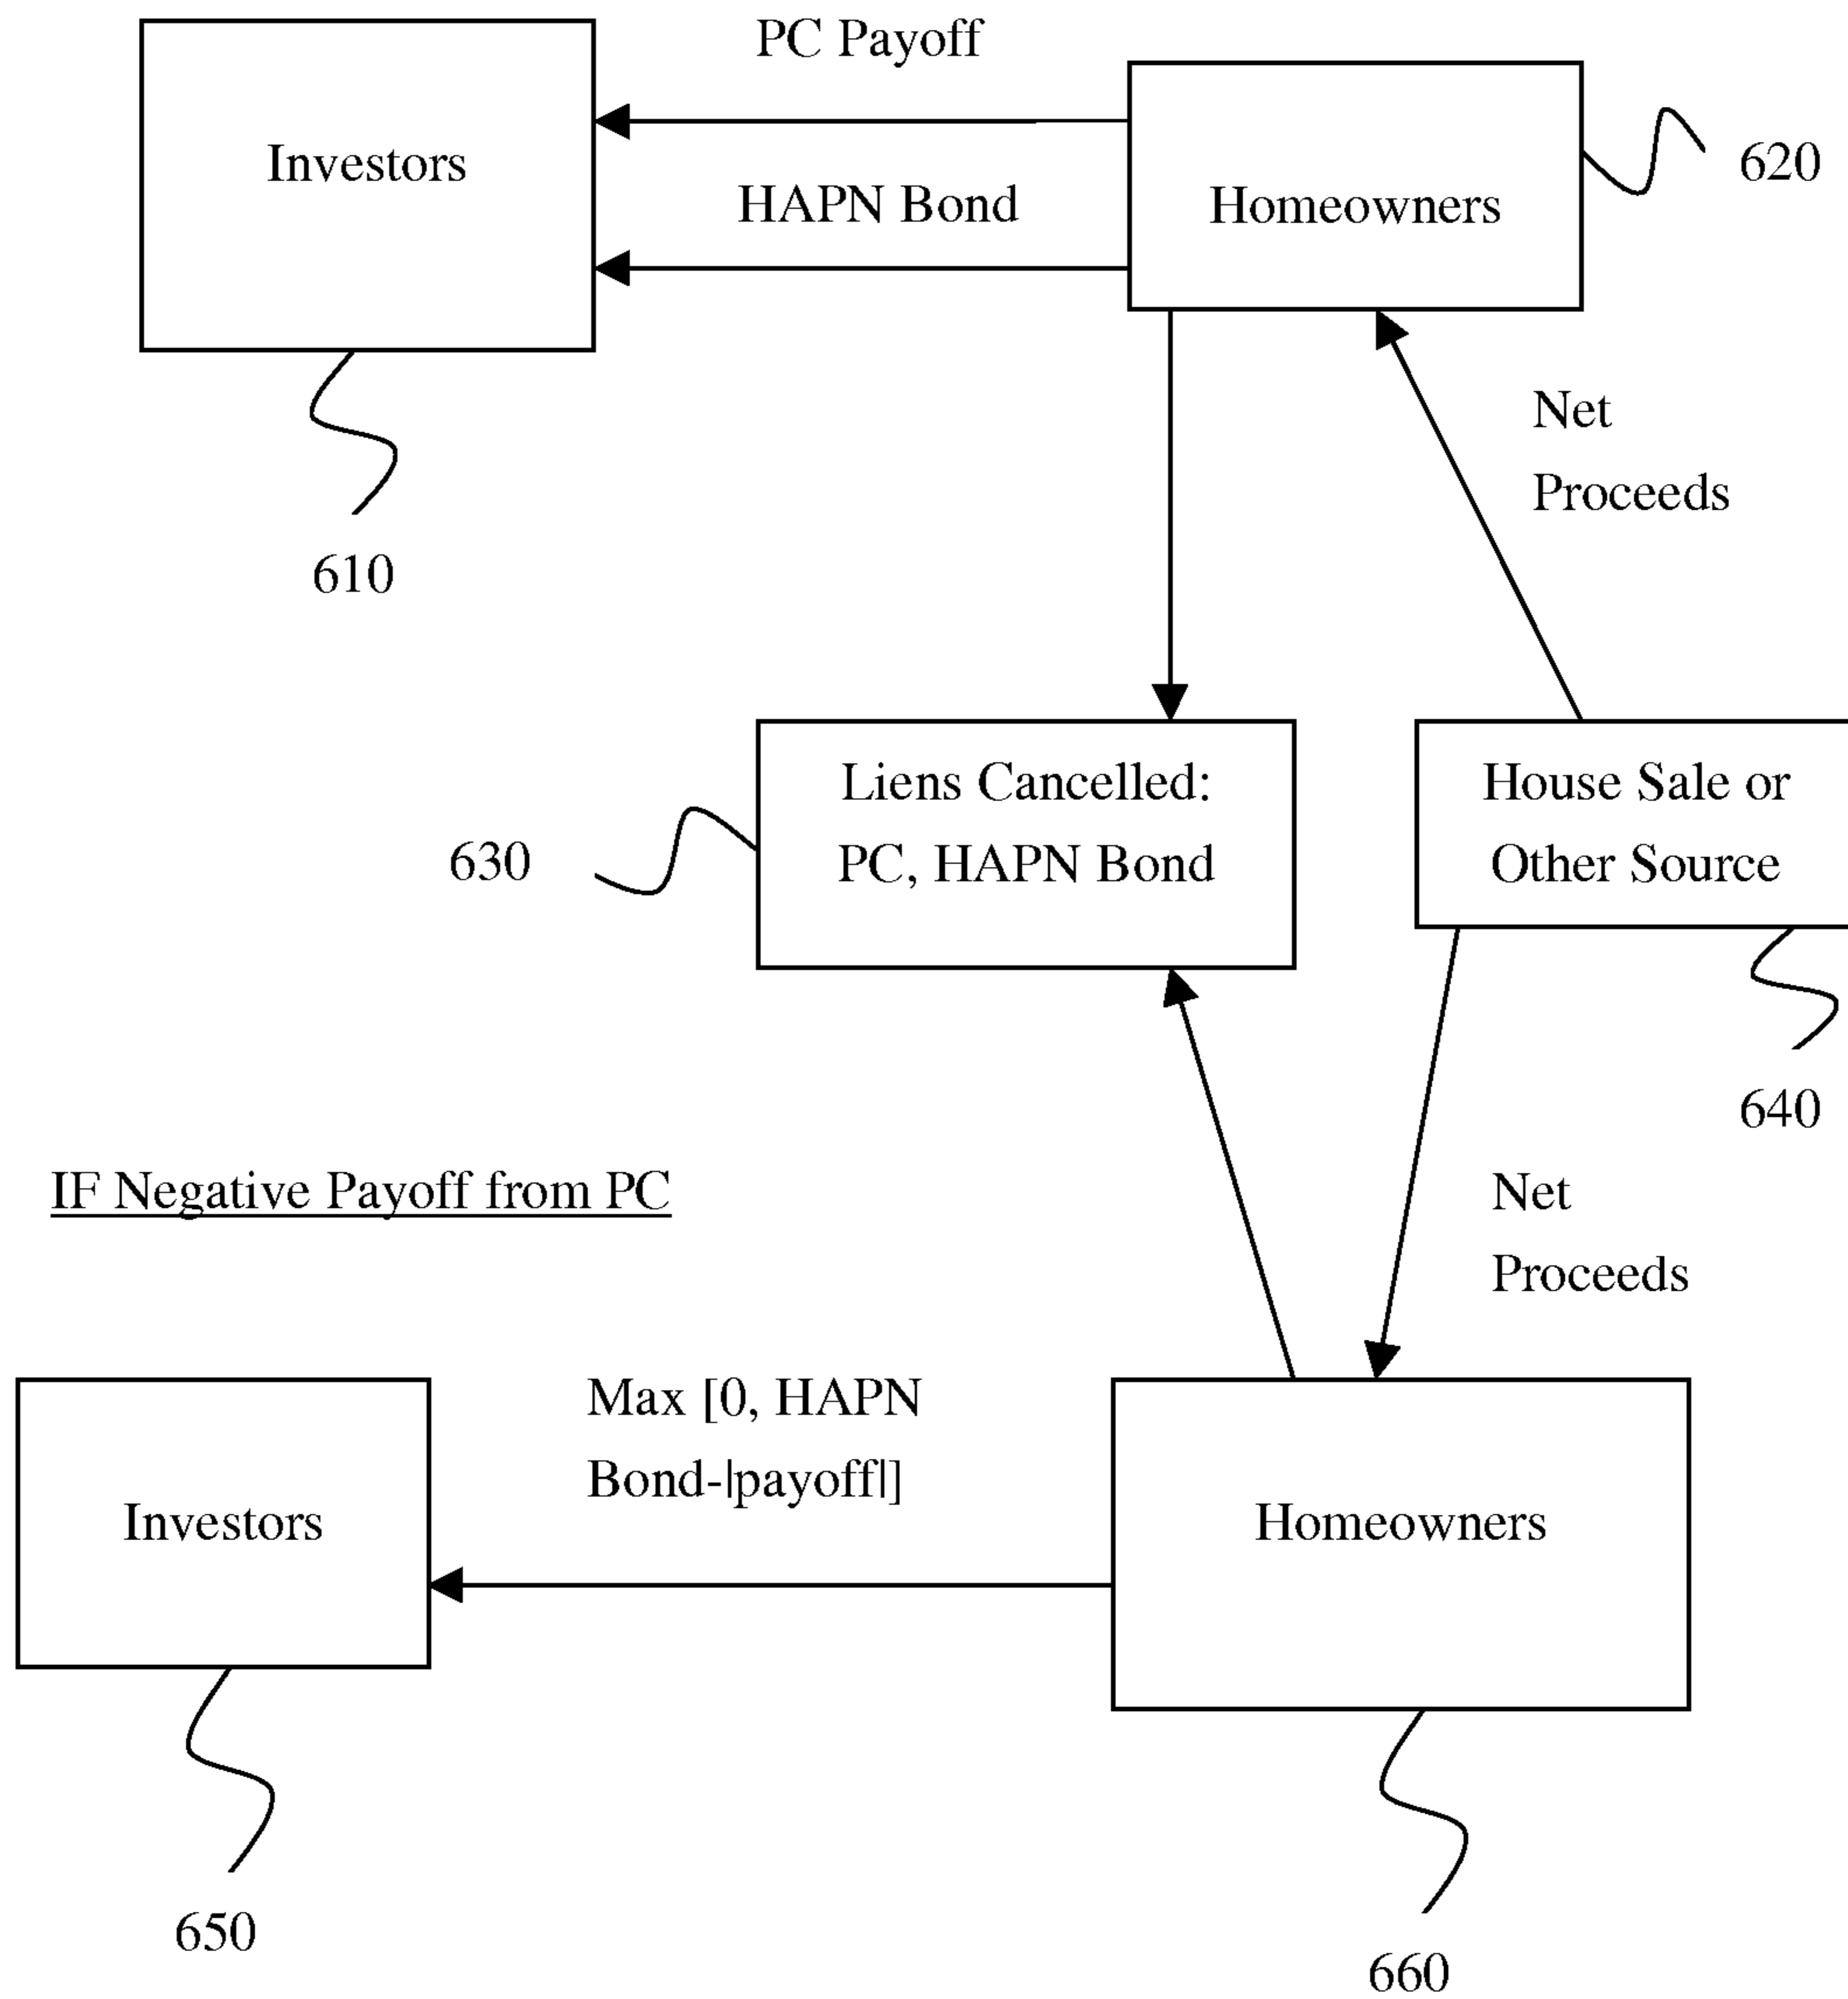 PC Payoff
Investors
HAPN Bond
Homeowners
620
610
Net
Proceeds
Liens Cancelled:
PC, HAPN Bond
630
House Sale or
Other Source
640
IF Negative Payoff from PC
Net
Proceeds
Max [0, HAPN
Bond-|payoff|]
Investors
Homeowners
650
660